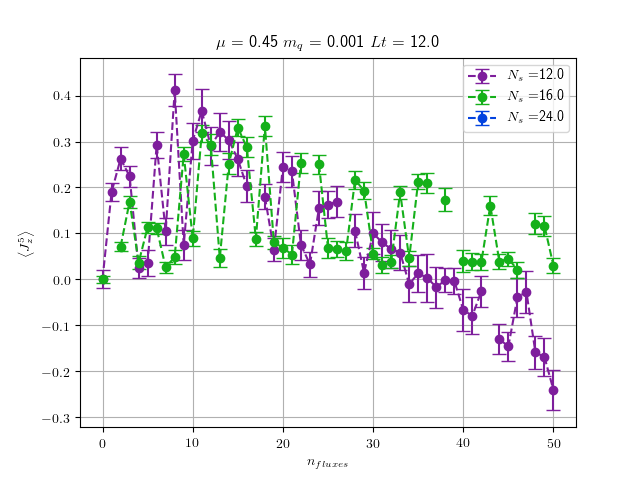 μ = 0.45 m_q = 0.001 Lt = 12.0
N_s =12.0
N_s =16.0
N_s =24.0
⟨J_z^5⟩
0.4
0.3
0.2
0.1
0.0
−0.1
−0.2
−0.3
0 10 20 30 40 50
n_fluxes